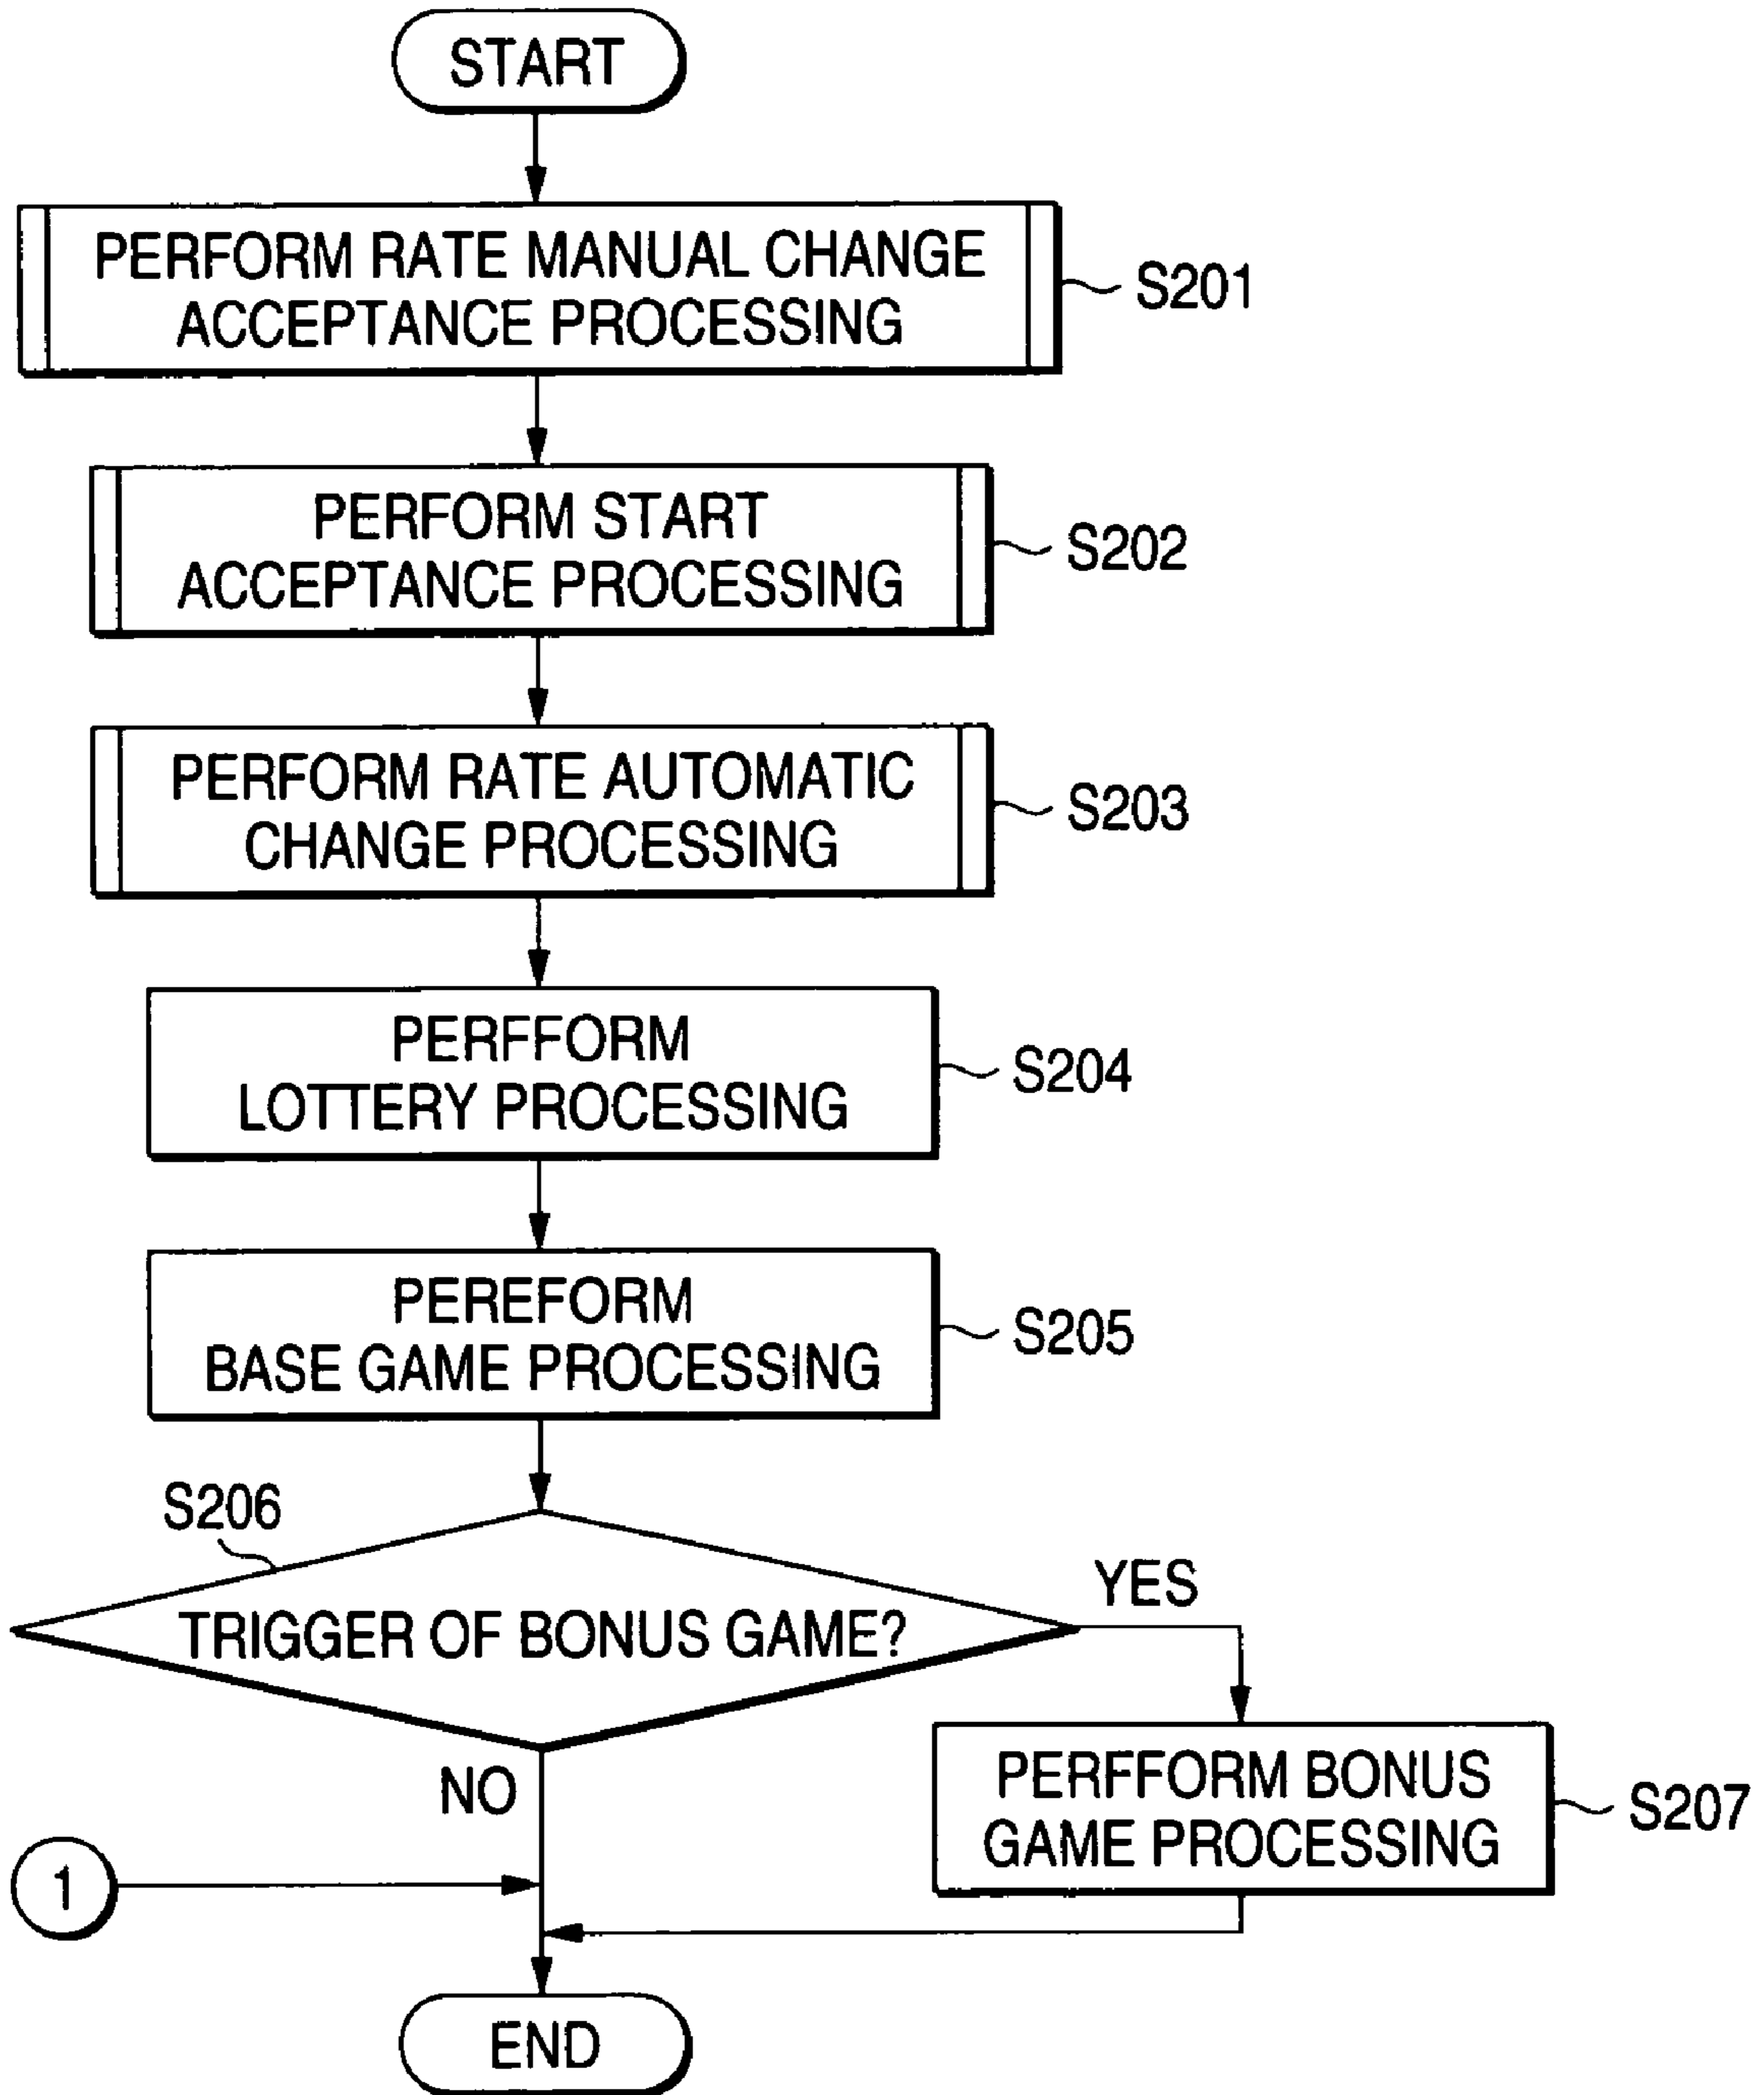 START
PERFORM RATE MANUAL CHANGE
ACCEPTANCE PROCESSING
S201
PERFORM START
ACCEPTANCE PROCESSING
S202
PERFORM RATE AUTOMATIC
CHANGE PROCESSING
S203
PERFFORM
LOTTERY PROCESSING
S204
PEREFORM
BASE GAME PROCESSING
S205
S206
TRIGGER OF BONUS GAME?
YES
NO
PERFFORM BONUS
GAME PROCESSING
S207
1
END